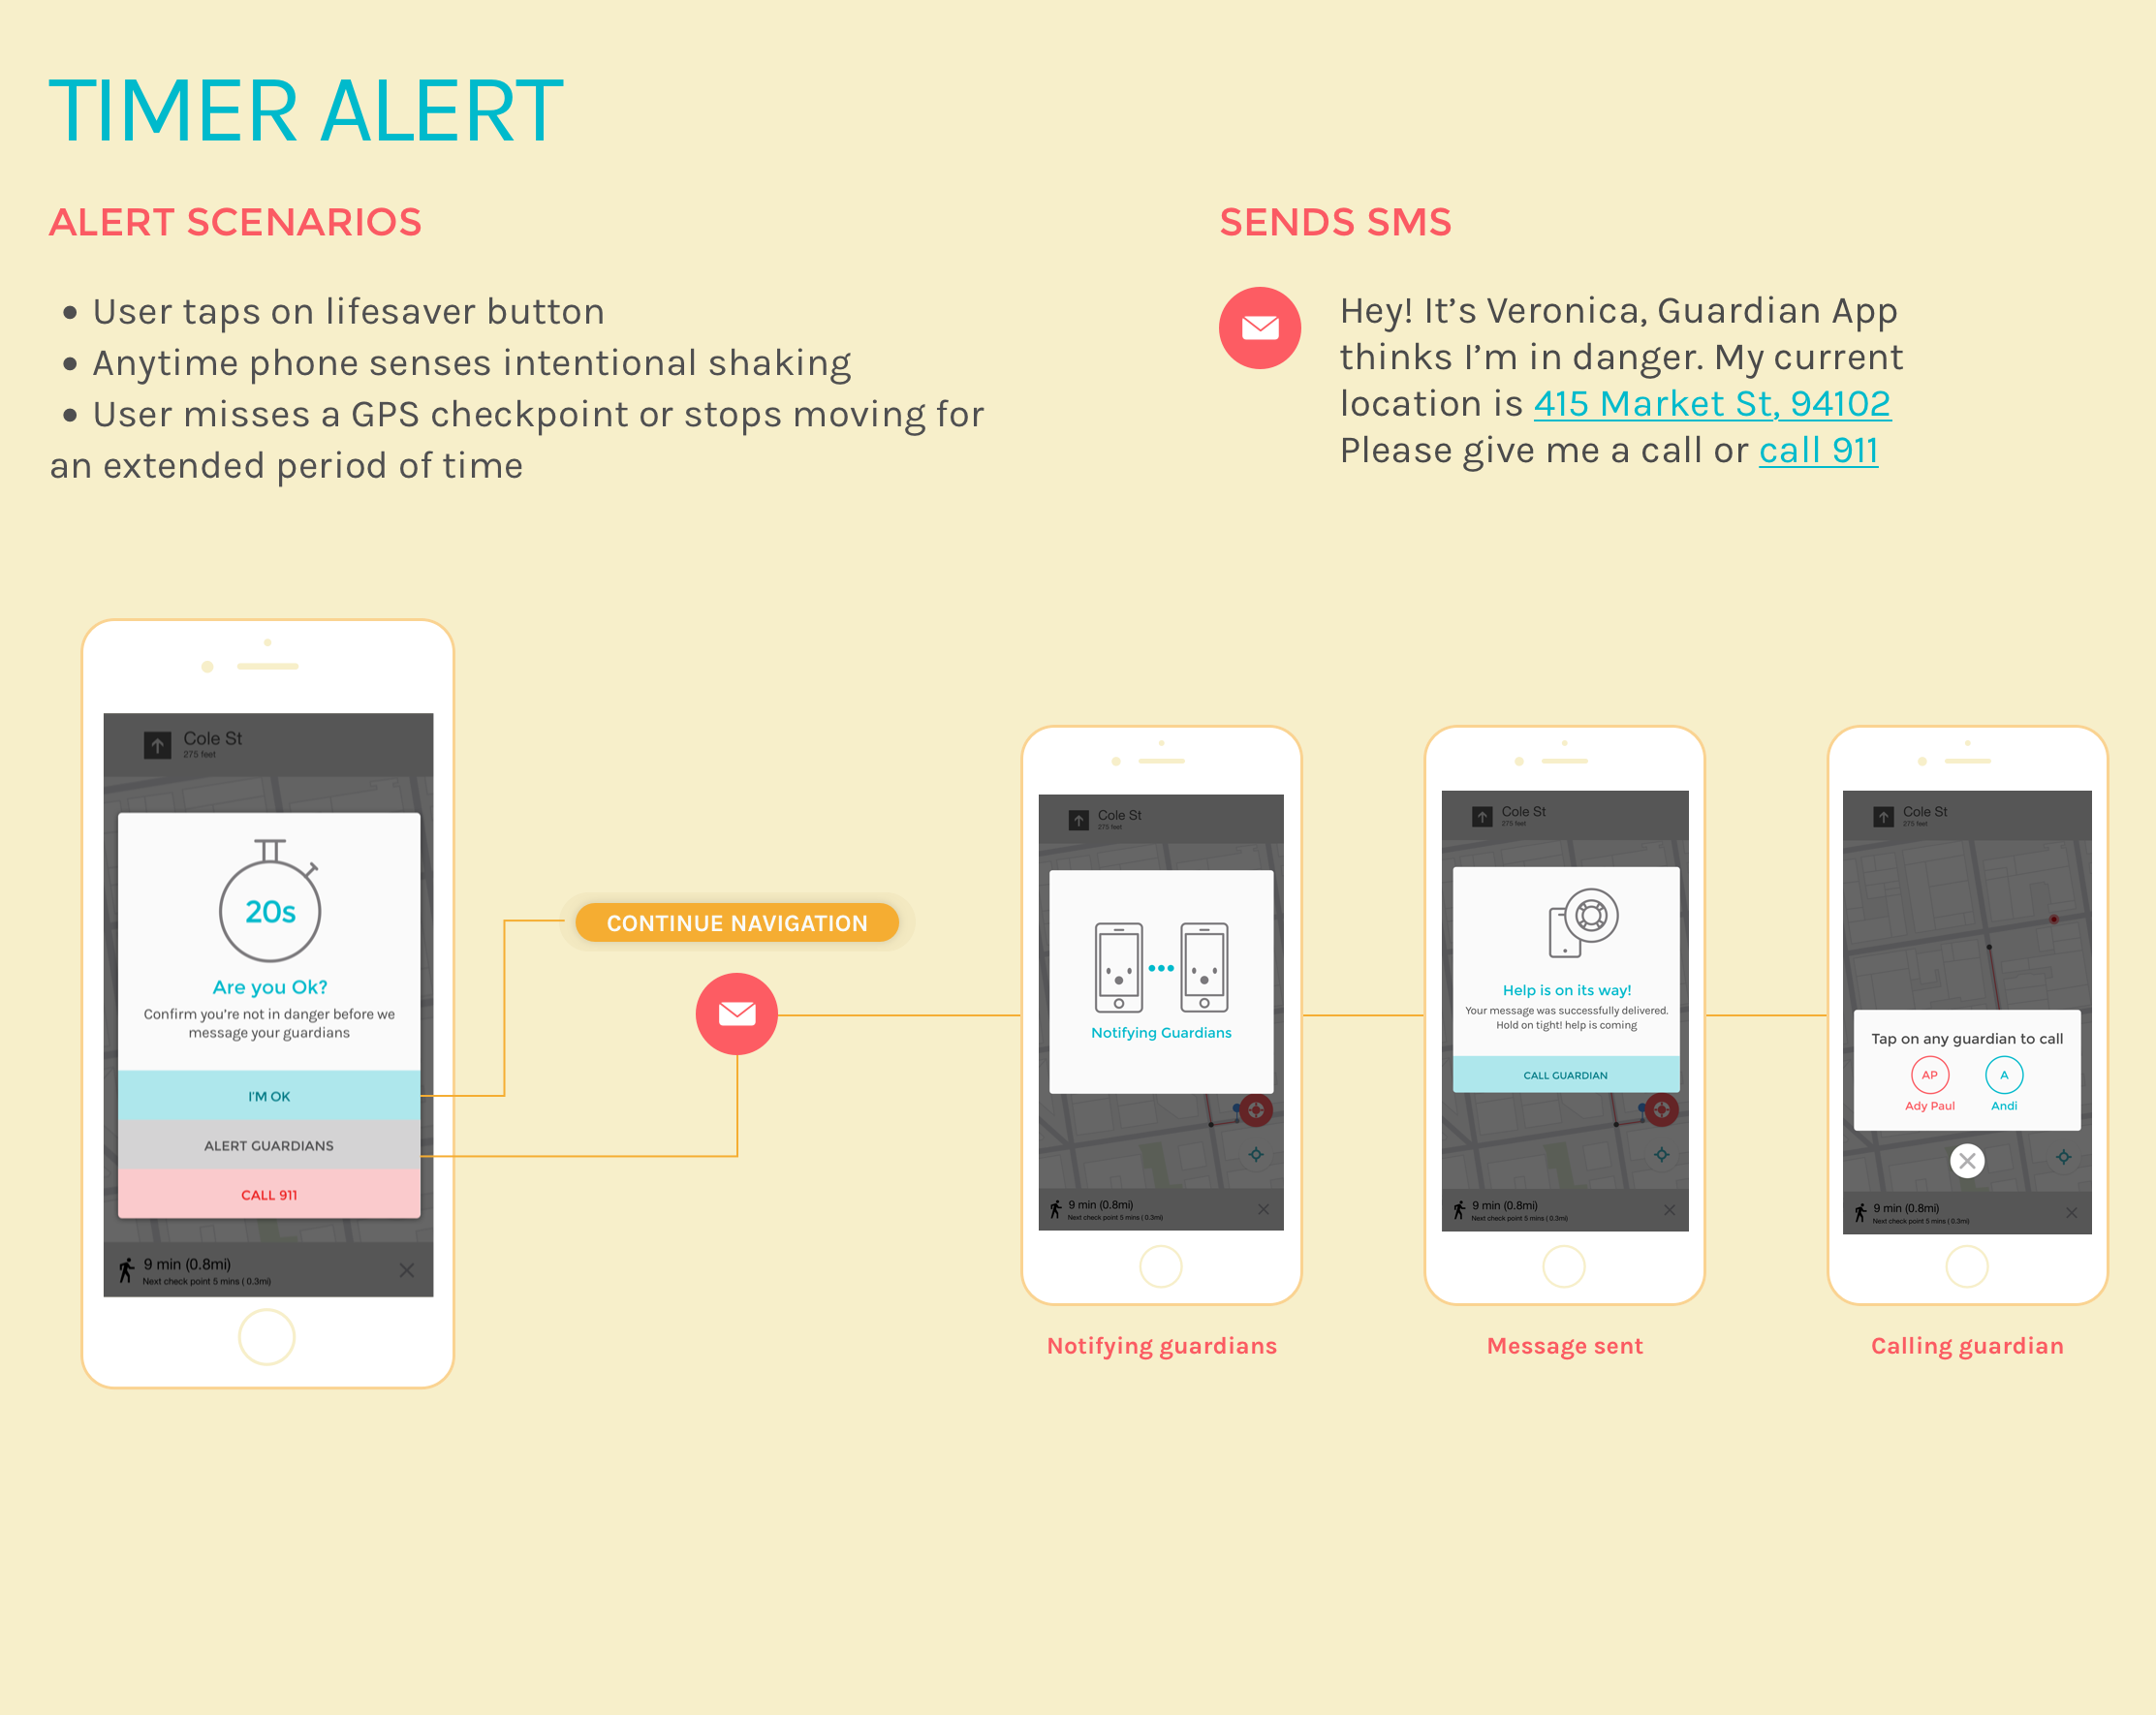 TIMER ALERT
ALERT SCENARIOS
• User taps on lifesaver button
• Anytime phone senses intentional shaking
• User misses a GPS checkpoint or stops moving for
an extended period of time
SENDS SMS
Hey! It’s Veronica, Guardian App
thinks I’m in danger. My current
location is 415 Market St, 94102
Please give me a call or call 911
Cole St
275 feet
20s
Are you Ok?
Confirm you’re not in danger before we
message your guardians
I'M OK
ALERT GUARDIANS
CALL 911
9 min (0.8mi)
Next check point 5 mins ( 0.3mi)
CONTINUE NAVIGATION
Cole St
275 feet
Notifying Guardians
9 min (0.8mi)
Next check point 5 mins ( 0.3mi)
Notifying guardians
Cole St
275 feet
Help is on its way!
Your message was successfully delivered.
Hold on tight! help is coming
CALL GUARDIAN
9 min (0.8mi)
Next check point 5 mins ( 0.3mi)
Message sent
Cole St
275 feet
Tap on any guardian to call
AP A
Ady Paul Andi
9 min (0.8mi)
Next check point 5 mins ( 0.3mi)
Calling guardian